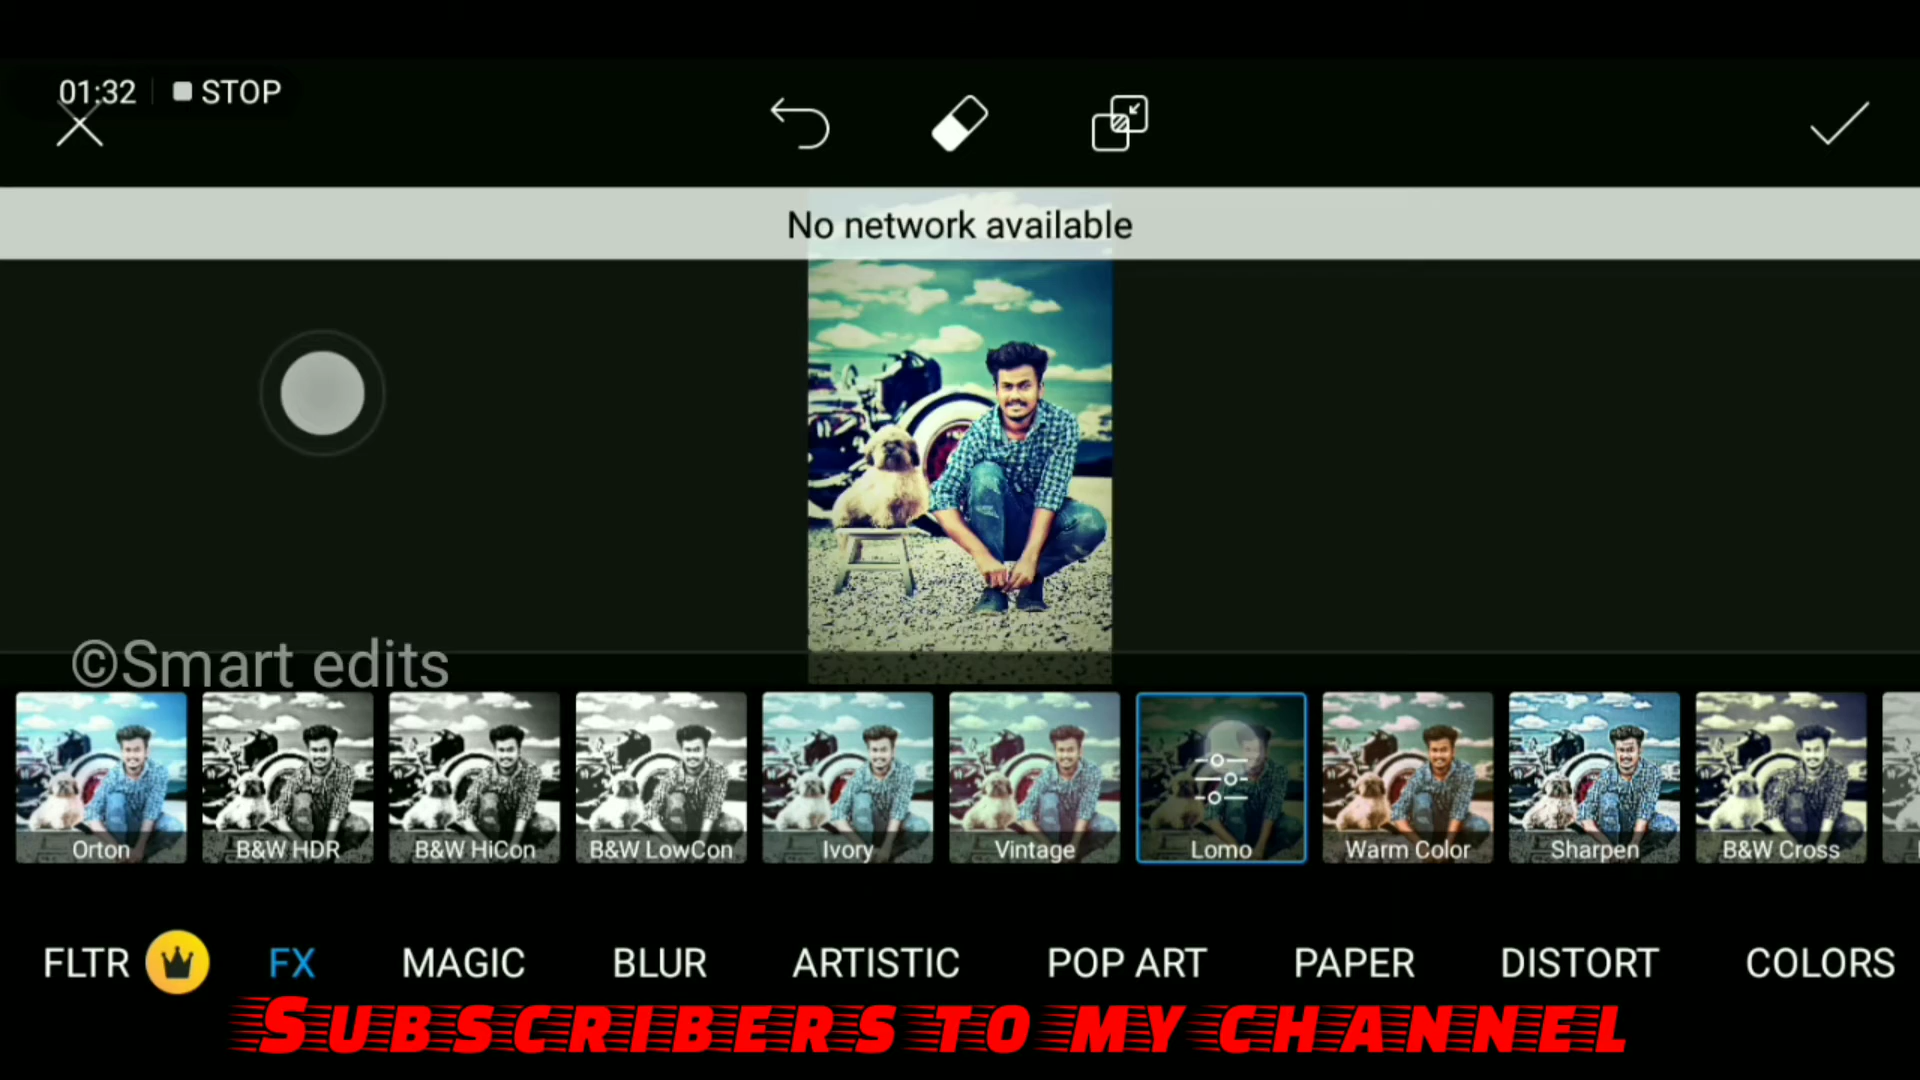 01:32 STOP
No network available
©Smart edits
Orton B&W HDR B&W HiCon B&W LowCon Ivory Vintage Lomo Warm Color Sharpen B&W Cross
FLTR FX MAGIC BLUR ARTISTIC POP ART PAPER DISTORT COLORS
SUBSCRIBERS TO MY CHANNEL